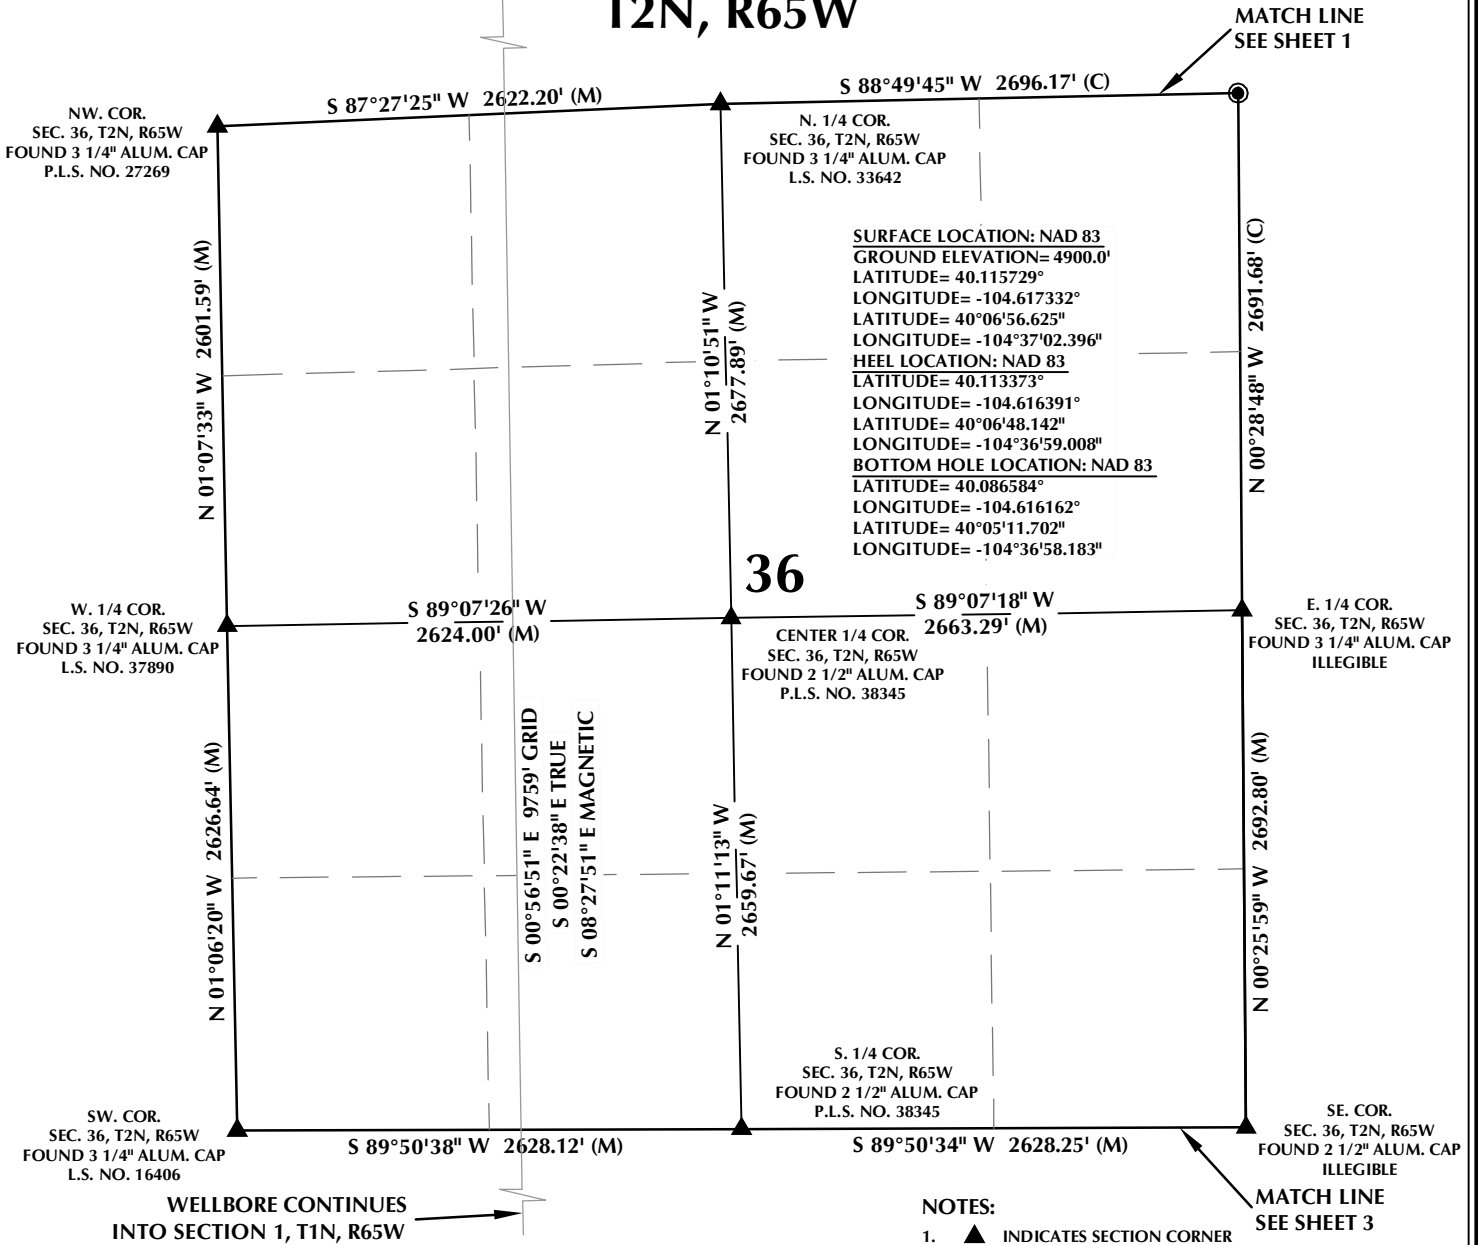 T2N, R65W
MATCH LINE
SEE SHEET 1
S 87°27'25" W 2622.20' (M)
S 88°49'45" W 2696.17' (C)
NW. COR.
SEC. 36, T2N, R65W
FOUND 3 1/4" ALUM. CAP
P.L.S. NO. 27269
N. 1/4 COR.
SEC. 36, T2N, R65W
FOUND 3 1/4" ALUM. CAP
L.S. NO. 33642
N 01°07'33" W 2601.59' (M)
N 01°10'51" W
2677.89' (M)
SURFACE LOCATION: NAD 83
GROUND ELEVATION= 4900.0'
LATITUDE= 40.115729°
LONGITUDE= -104.617332°
LATITUDE= 40°06'56.625"
LONGITUDE= -104°37'02.396"
HEEL LOCATION: NAD 83
LATITUDE= 40.113373°
LONGITUDE= -104.616391°
LATITUDE= 40°06'48.142"
LONGITUDE= -104°36'59.008"
BOTTOM HOLE LOCATION: NAD 83
LATITUDE= 40.086584°
LONGITUDE= -104.616162°
LATITUDE= 40°05'11.702"
LONGITUDE= -104°36'58.183"
N 00°28'48" W 2691.68' (C)
36
W. 1/4 COR.
SEC. 36, T2N, R65W
FOUND 3 1/4" ALUM. CAP
L.S. NO. 37890
S 89°07'26" W
2624.00' (M)
S 89°07'18" W
2663.29' (M)
CENTER 1/4 COR.
SEC. 36, T2N, R65W
FOUND 2 1/2" ALUM. CAP
P.L.S. NO. 38345
E. 1/4 COR.
SEC. 36, T2N, R65W
FOUND 3 1/4" ALUM. CAP
ILLEGIBLE
N 01°06'20" W 2626.64' (M)
S 00°56'51" E 9759' GRID
S 00°22'38" E TRUE
S 08°27'51" E MAGNETIC
N 01°11'13" W
2659.67' (M)
N 00°25'59" W 2692.80' (M)
S. 1/4 COR.
SEC. 36, T2N, R65W
FOUND 2 1/2" ALUM. CAP
P.L.S. NO. 38345
SW. COR.
SEC. 36, T2N, R65W
FOUND 3 1/4" ALUM. CAP
L.S. NO. 16406
S 89°50'38" W 2628.12' (M)
S 89°50'34" W 2628.25' (M)
SE. COR.
SEC. 36, T2N, R65W
FOUND 2 1/2" ALUM. CAP
ILLEGIBLE
WELLBORE CONTINUES
INTO SECTION 1, T1N, R65W
MATCH LINE
SEE SHEET 3
NOTES:
1. INDICATES SECTION CORNER